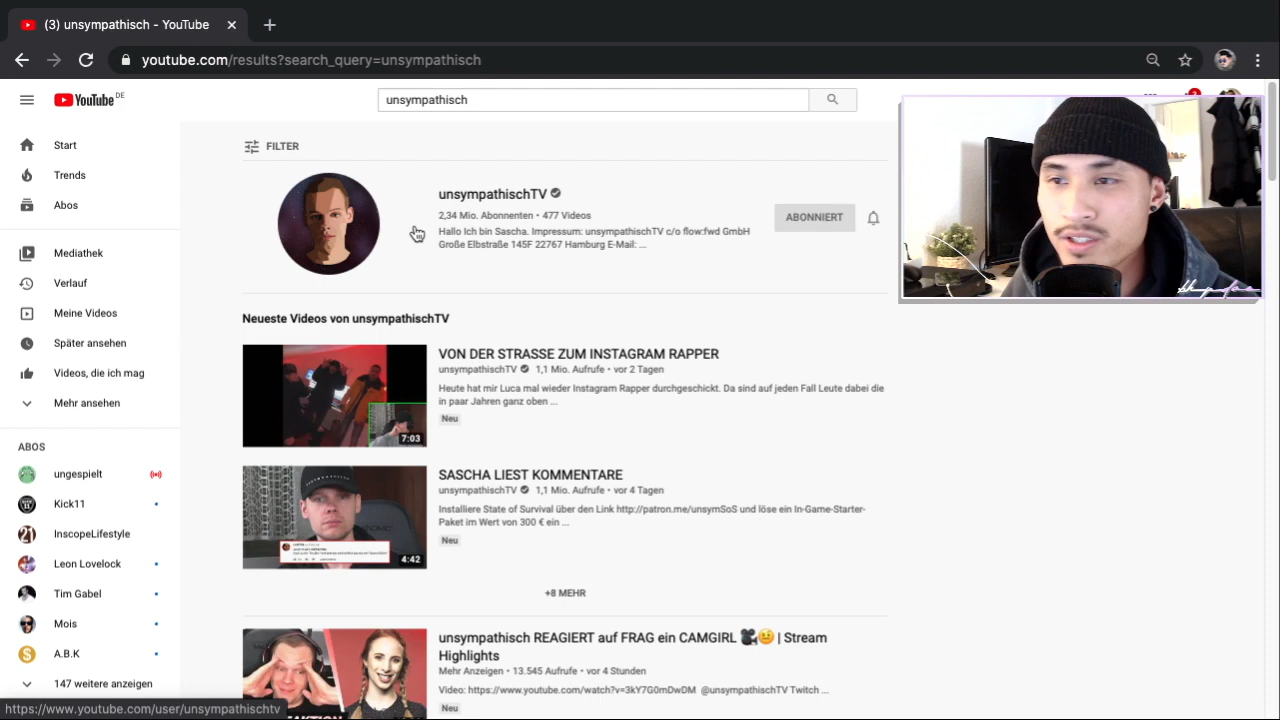 (3) unsympathisch - YouTube
youtube.com/results?search_query=unsympathisch
YouTube DE
unsympathisch
Start
Trends
Abos
Mediathek
Verlauf
Meine Videos
Später ansehen
Videos, die ich mag
Mehr ansehen
ABOS
ungespielt
Kick11
InscopeLifestyle
Leon Lovelock
Tim Gabel
Mois
A.B.K
147 weitere anzeigen
https://www.youtube.com/user/unsympathischtv
FILTER
unsympathischTV
2,34 Mio. Abonnenten • 477 Videos
Hallo Ich bin Sascha. Impressum: unsympathischTV c/o flow:fwd GmbH
Große Elbstraße 145F 22767 Hamburg E-Mail: ...
ABONNIERT
Neueste Videos von unsympathischTV
VON DER STRASSE ZUM INSTAGRAM RAPPER
unsympathischTV 1,1 Mio. Aufrufe • vor 2 Tagen
Heute hat mir Luca mal wieder Instagram Rapper durchgeschickt. Da sind auf jeden Fall Leute dabei die
in paar Jahren ganz oben ...
Neu
7:03
SASCHA LIEST KOMMENTARE
unsympathischTV 1,1 Mio. Aufrufe • vor 4 Tagen
Installiere State of Survival über den Link http://patron.me/unsymSoS und löse ein In-Game-Starter-
Paket im Wert von 300 € ein ...
Neu
4:42
+8 MEHR
unsympathisch REAGIERT auf FRAG ein CAMGIRL 🎥😉 | Stream
Highlights
Mehr Anzeigen • 13.545 Aufrufe • vor 4 Stunden
Video: https://www.youtube.com/watch?v=3kY7G0mDwDM @unsympathischTV Twitch ...
Neu